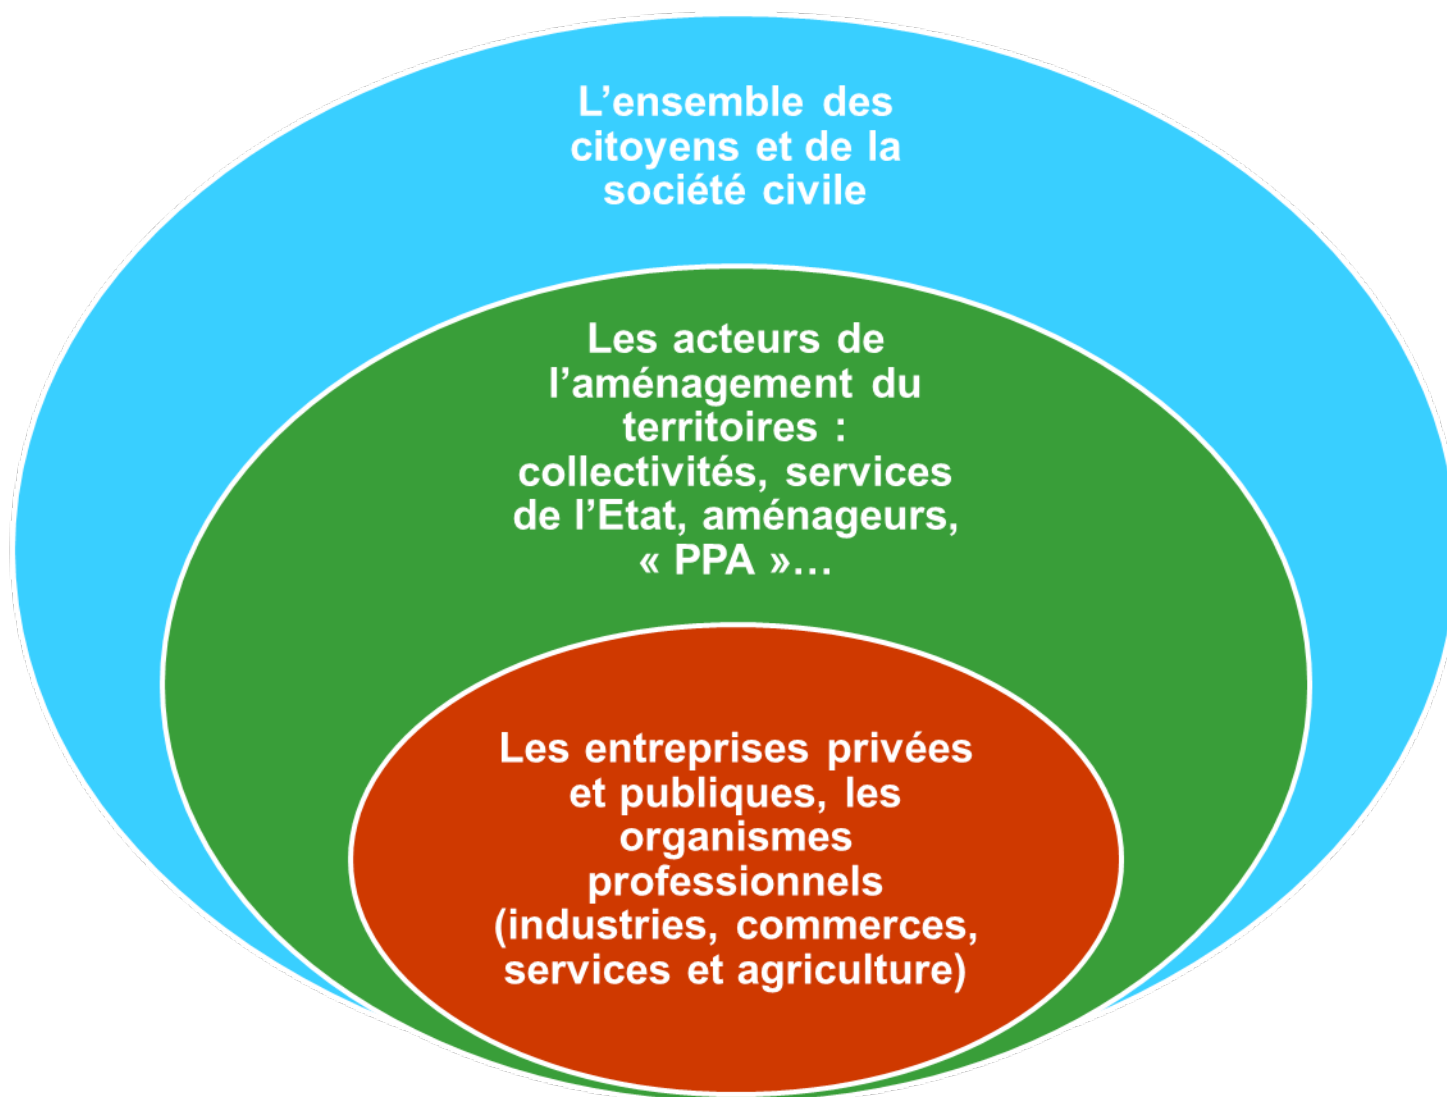 L’ensemble des
citoyens et de la
société civile
Les acteurs de
l’aménagement du
territoires :
collectivités, services
de l’Etat, aménageurs,
« PPA »…
Les entreprises privées
et publiques, les
organismes
professionnels
(industries, commerces,
services et agriculture)